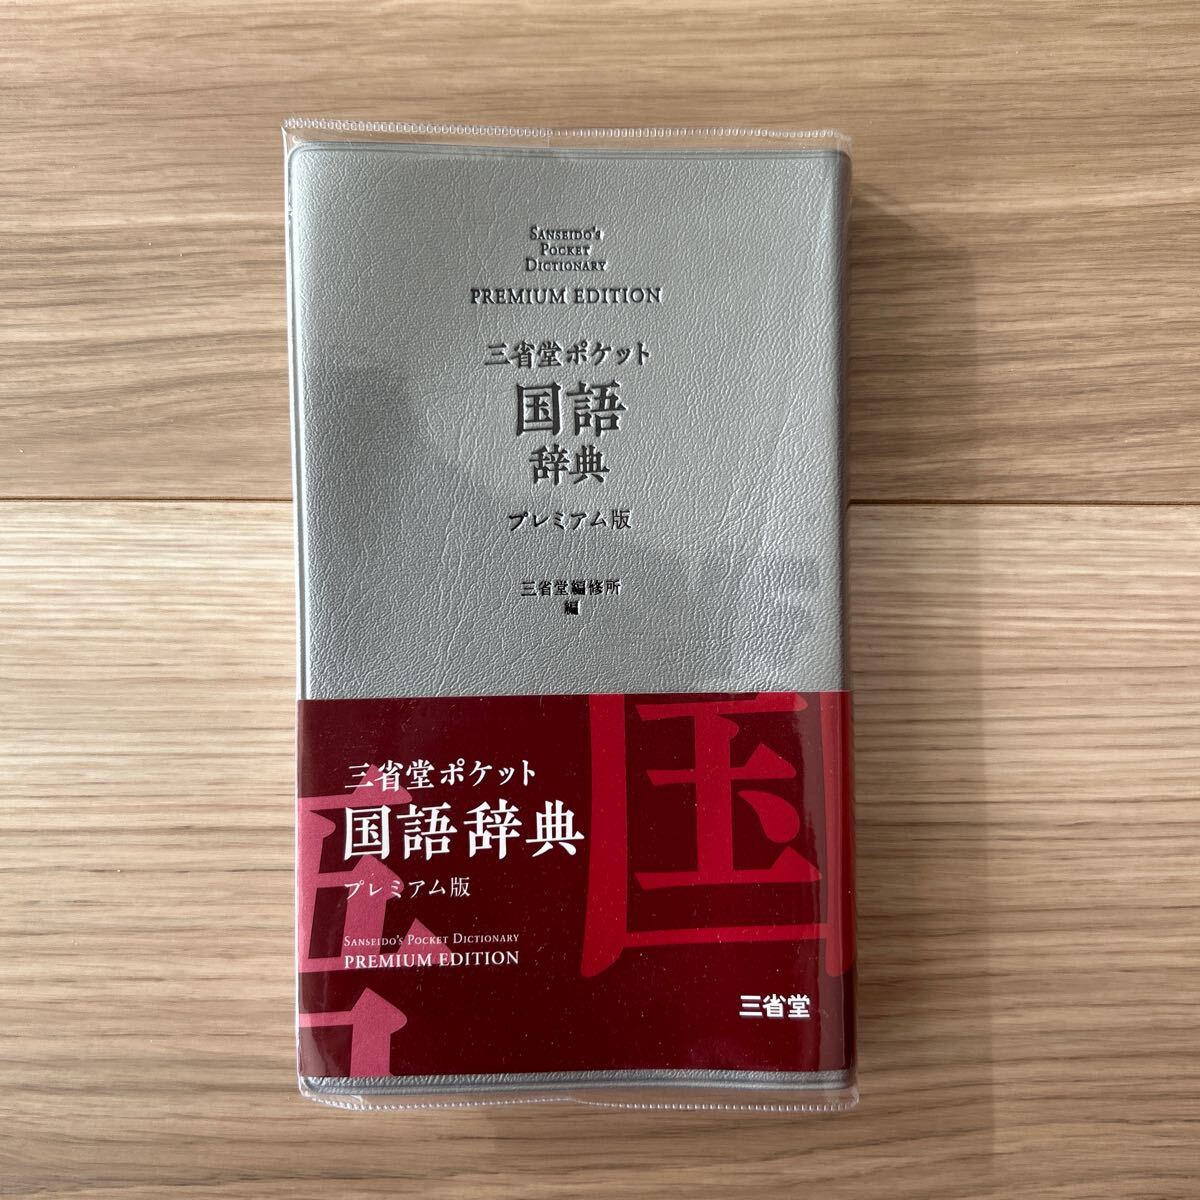 SANSEIDO'S
POCKET
DICTIONARY
PREMIUM EDITION
三省堂ポケット
国語
辞典
プレミアム版
三省堂編修所
編
三省堂ポケット
国語辞典
プレミアム版
SANSEIDO'S POCKET DICTIONARY
PREMIUM EDITION
国
語
三省堂